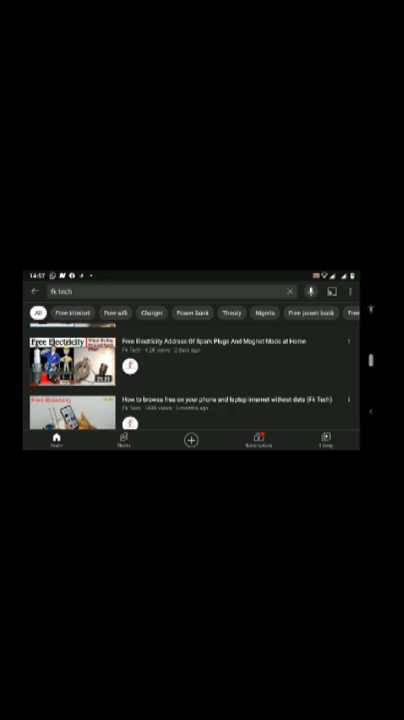 14:57
fk tech
All Free internet Free wifi Charger Power bank Theory Nigeria Free power bank Free
Free Electricity
Free Electricity Address Of Spark Plugs And Magnet Made at Home
Fk Tech 4.2K views 2 days ago
Free Browsing
How to browse free on your phone and laptop internet without data (Fk Tech)
Fk Tech views 5 months ago
Home Shorts Subscriptions Library